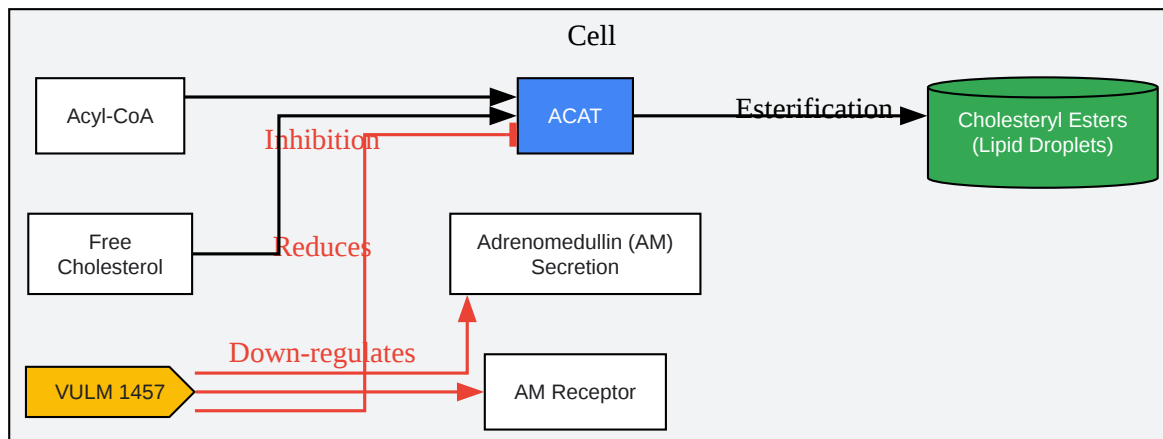 Cell
Acyl-CoA
ACAT
Esterification
Cholesteryl Esters
(Lipid Droplets)
Inhibition
Free
Cholesterol
Reduces
Adrenomedullin (AM)
Secretion
Down-regulates
VULM 1457
AM Receptor